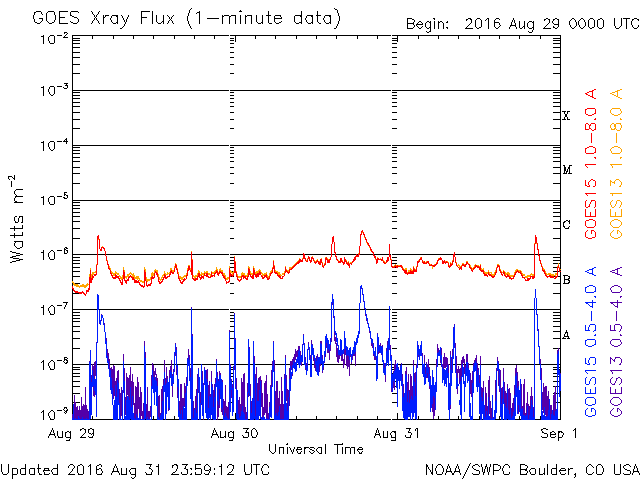 GOES Xray Flux (1-minute data)
Begin: 2016 Aug 29 0000 UTC
10-2
10-3
10-4
10-5
10-6
10-7
10-8
10-9
Watts m-2
X
M
C
B
A
GOES15 1.0-8.0 A
GOES13 1.0-8.0 A
GOES15 0.5-4.0 A
GOES13 0.5-4.0 A
Aug 29 Aug 30 Aug 31 Sep 1
Universal Time
Updated 2016 Aug 31 23:59:12 UTC NOAA/SWPC Boulder, CO USA